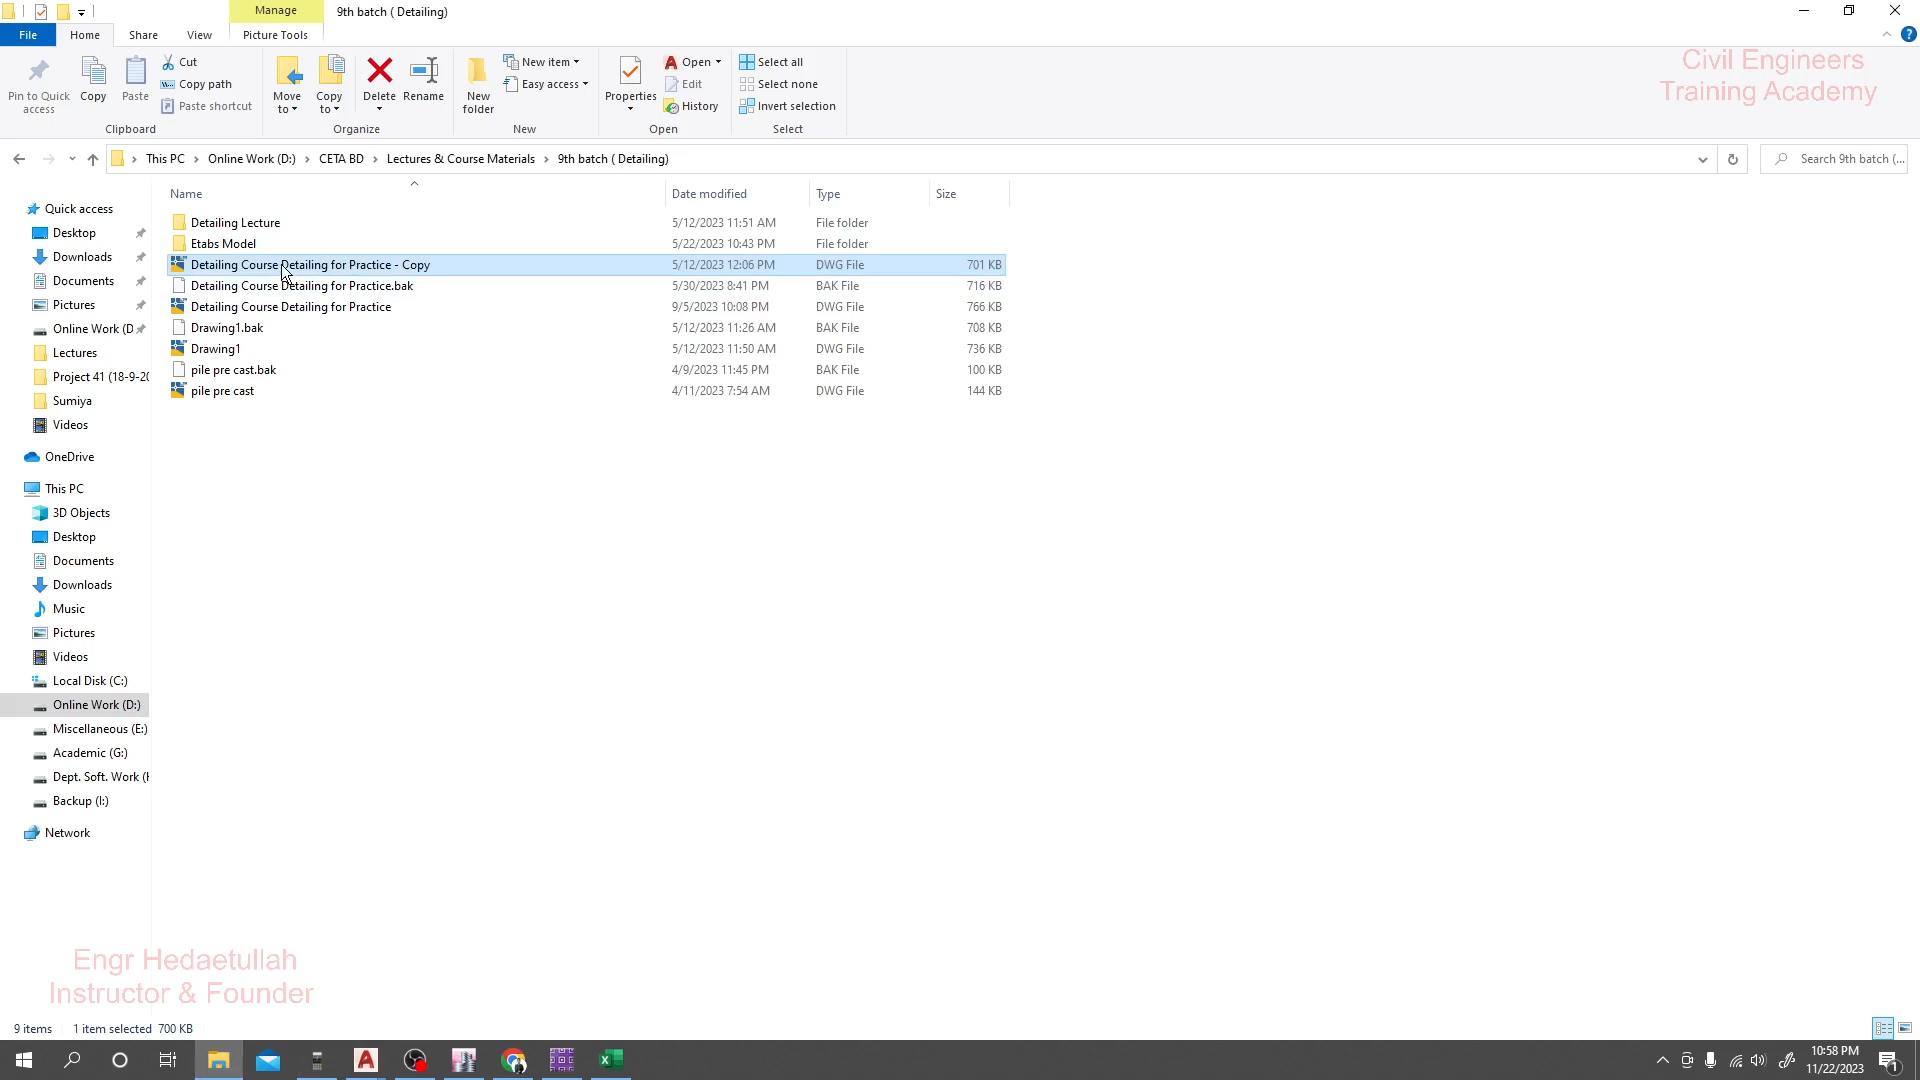 Manage
9th batch ( Detailing)
File
Home
Share
View
Picture Tools
Pin to Quick access
Copy
Paste
Cut
Copy path
Paste shortcut
Clipboard
Move to
Copy to
Delete
Rename
Organize
New folder
New item
Easy access
New
Properties
Open
Edit
History
Open
Select all
Select none
Invert selection
Select
Civil Engineers
Training Academy
This PC > Online Work (D:) > CETA BD > Lectures & Course Materials > 9th batch ( Detailing)
Search 9th batch (...
Name
Date modified
Type
Size
Detailing Lecture 5/12/2023 11:51 AM File folder
Etabs Model 5/22/2023 10:43 PM File folder
Detailing Course Detailing for Practice - Copy 5/12/2023 12:06 PM DWG File 701 KB
Detailing Course Detailing for Practice.bak 5/30/2023 8:41 PM BAK File 716 KB
Detailing Course Detailing for Practice 9/5/2023 10:08 PM DWG File 766 KB
Drawing1.bak 5/12/2023 11:26 AM BAK File 708 KB
Drawing1 5/12/2023 11:50 AM DWG File 736 KB
pile pre cast.bak 4/9/2023 11:45 PM BAK File 100 KB
pile pre cast 4/11/2023 7:54 AM DWG File 144 KB
Quick access
Desktop
Downloads
Documents
Pictures
Online Work (D
Lectures
Project 41 (18-9-20
Sumiya
Videos
OneDrive
This PC
3D Objects
Desktop
Documents
Downloads
Music
Pictures
Videos
Local Disk (C:)
Online Work (D:)
Miscellaneous (E:)
Academic (G:)
Dept. Soft. Work (H
Backup (I:)
Network
Engr Hedaetullah
Instructor & Founder
9 items
1 item selected 700 KB
10:58 PM
11/22/2023
1